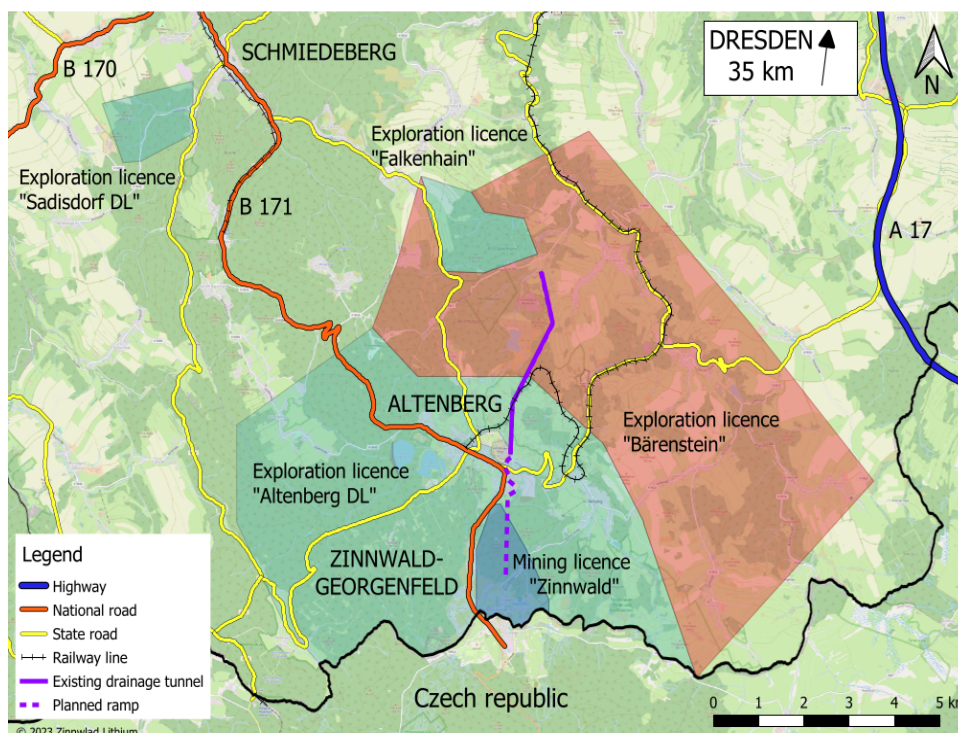 SCHMIEDEBERG
B 170
DRESDEN
35 km
N
Exploration licence
"Falkenhain"
Exploration licence
"Sadisdorf DL"
B 171
A 17
ALTENBERG
Exploration licence
"Bärenstein"
Exploration licence
"Altenberg DL"
ZINNWALD-
GEORGENFELD
Mining licence
"Zinnwald"
Legend
Highway
National road
State road
Railway line
Existing drainage tunnel
Planned ramp
Czech republic
0 1 2 3 4 5 km
© 2023 Zinnwlad Lithium